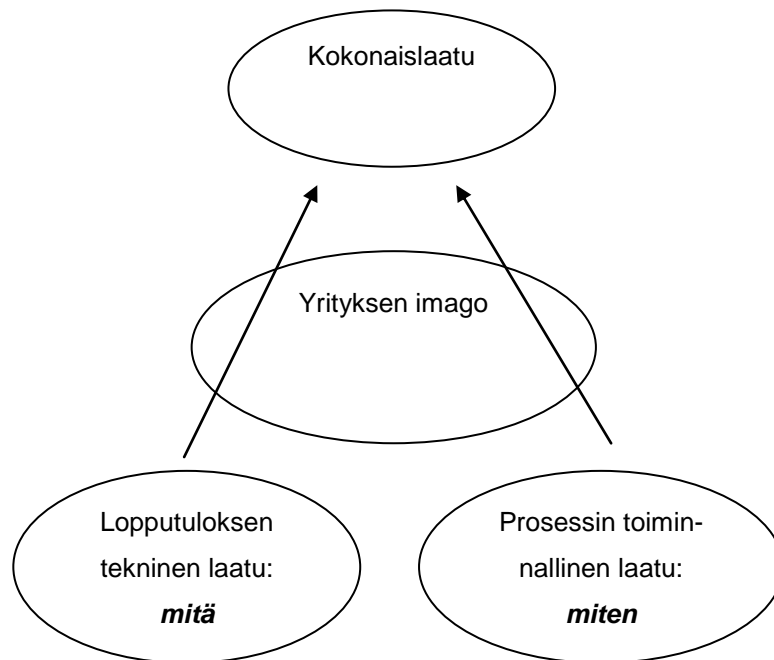 Kokonaislaatu
Yrityksen imago
Lopputuloksen
tekninen laatu:
mitä
Prosessin toimin-
nallinen laatu:
miten